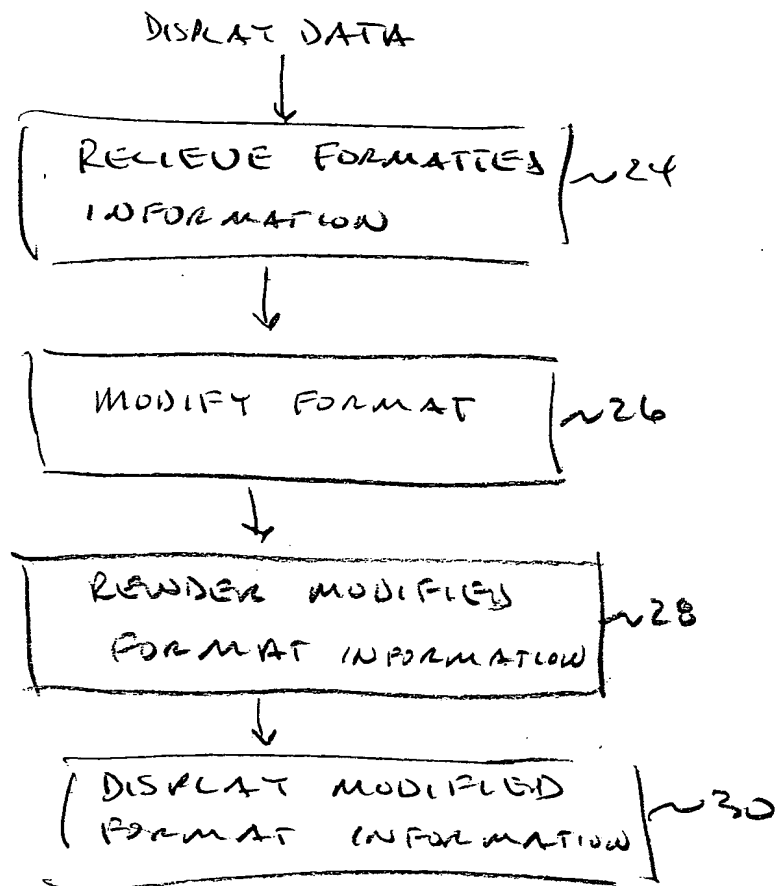 DISPLAY DATA
RECIEVE FORMATTED ~24
INFORMATION
MODIFY FORMAT ~26
RENDER MODIFIED ~28
FORMAT INFORMATION
DISPLAY MODIFIED ~30
FORMAT INFORMATION